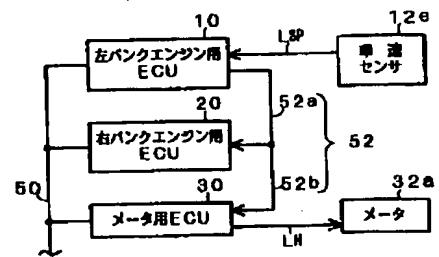 10
12e
左バンクエンジン用
ECU
LSP
車速
センサ
20
52a
右バンクエンジン用
ECU
52
50
30
52b
32a
メータ用ECU
メータ
LM